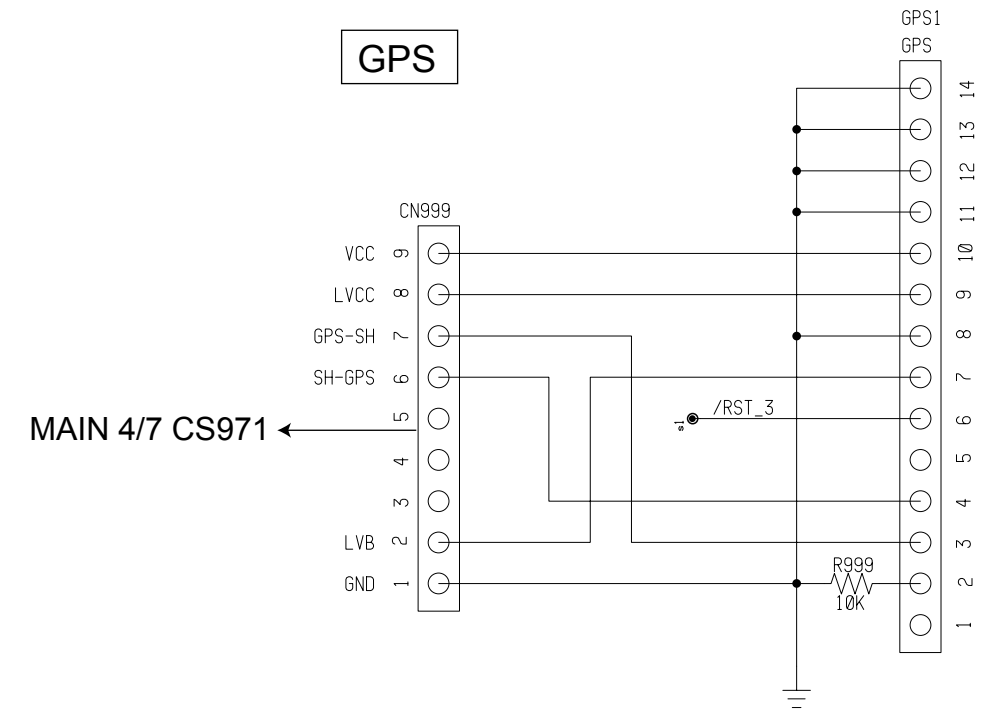 GPS1
GPS
GPS
14
13
12
11
10
9
8
7
6
5
4
3
2
1
CN999
VCC 9
LVCC 8
GPS-SH 7
SH-GPS 6
5
4
3
LVB 2
GND 1
MAIN 4/7 CS971
/RST_3
s1
R999
10K